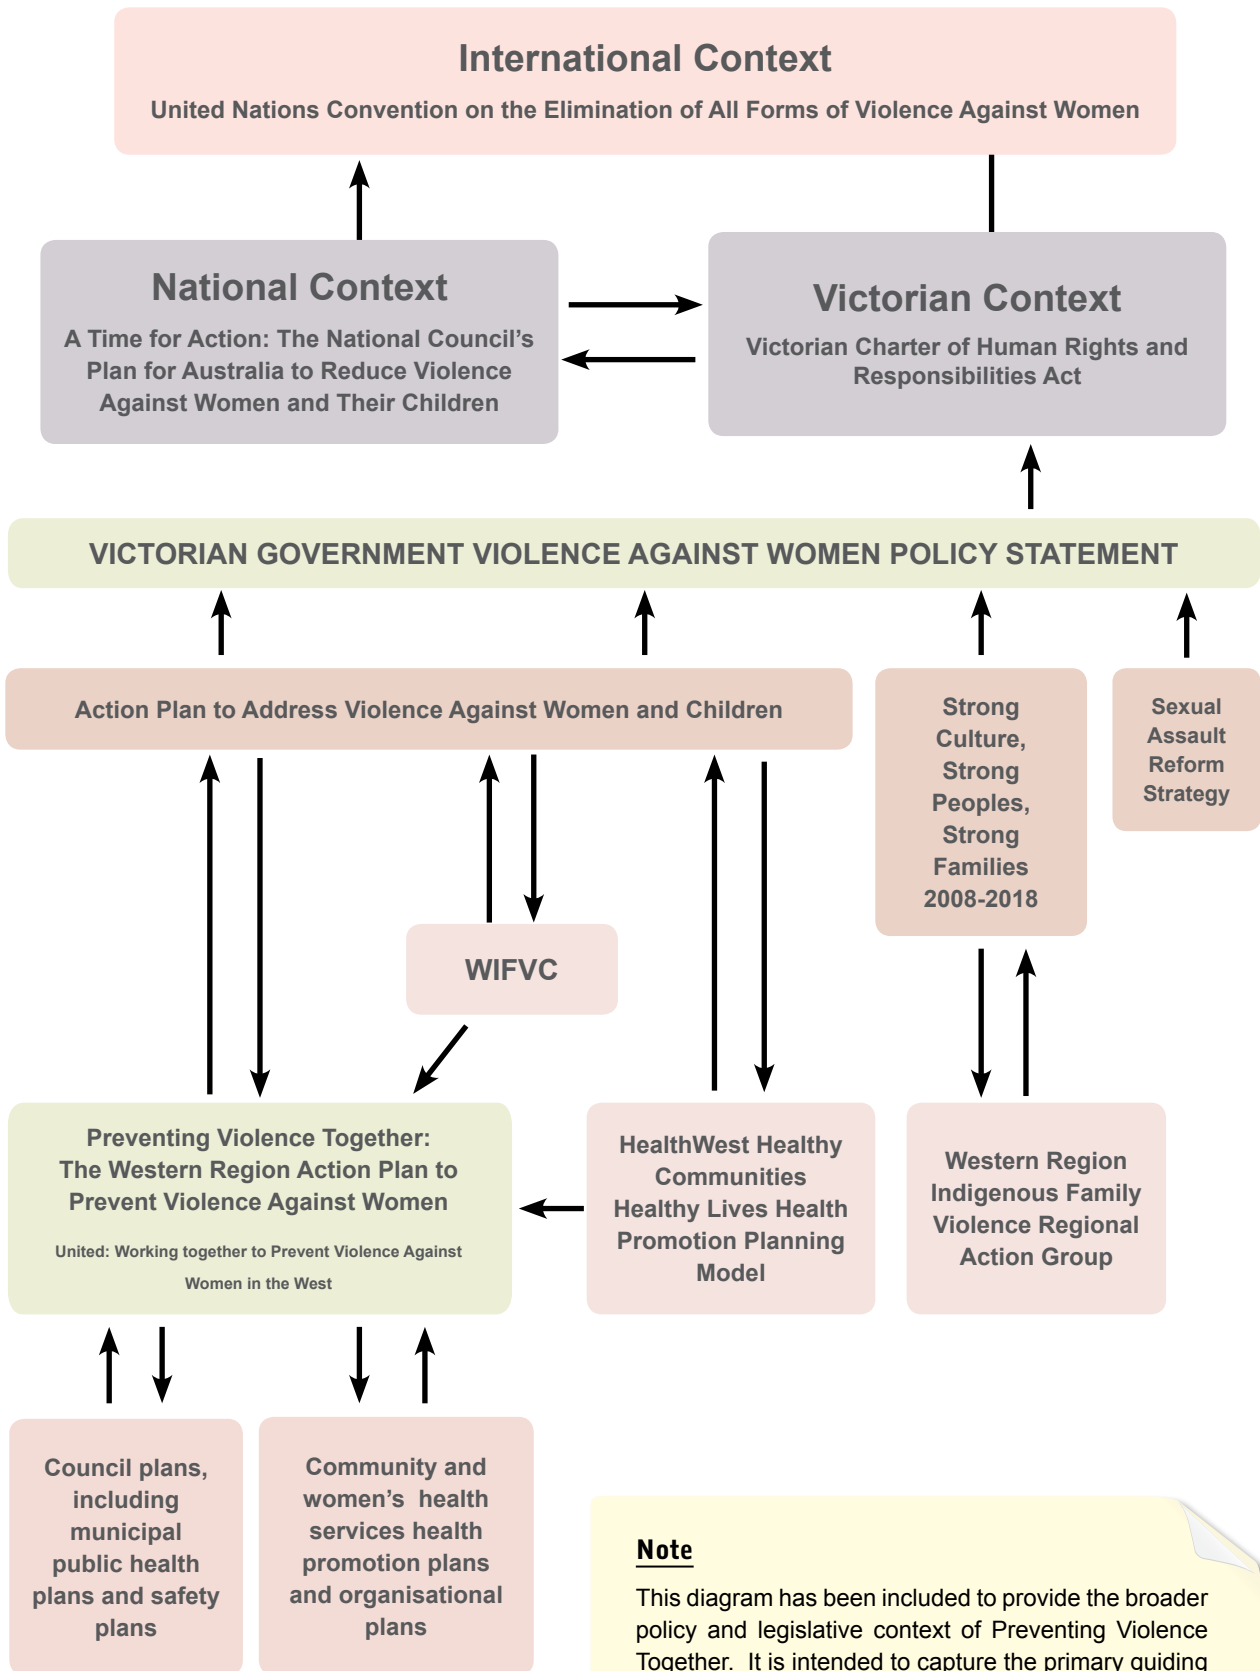 International Context
United Nations Convention on the Elimination of All Forms of Violence Against Women
National Context
A Time for Action: The National Council's
Plan for Australia to Reduce Violence
Against Women and Their Children
Victorian Context
Victorian Charter of Human Rights and
Responsibilities Act
VICTORIAN GOVERNMENT VIOLENCE AGAINST WOMEN POLICY STATEMENT
Action Plan to Address Violence Against Women and Children
Strong
Culture,
Strong
Peoples,
Strong
Families
2008-2018
Sexual
Assault
Reform
Strategy
WIFVC
Preventing Violence Together:
The Western Region Action Plan to
Prevent Violence Against Women
United: Working together to Prevent Violence Against
Women in the West
HealthWest Healthy
Communities
Healthy Lives Health
Promotion Planning
Model
Western Region
Indigenous Family
Violence Regional
Action Group
Council plans,
including
municipal
public health
plans and safety
plans
Community and
women's health
services health
promotion plans
and organisational
plans
Note
This diagram has been included to provide the broader
policy and legislative context of Preventing Violence
Together. It is intended to capture the primary guiding